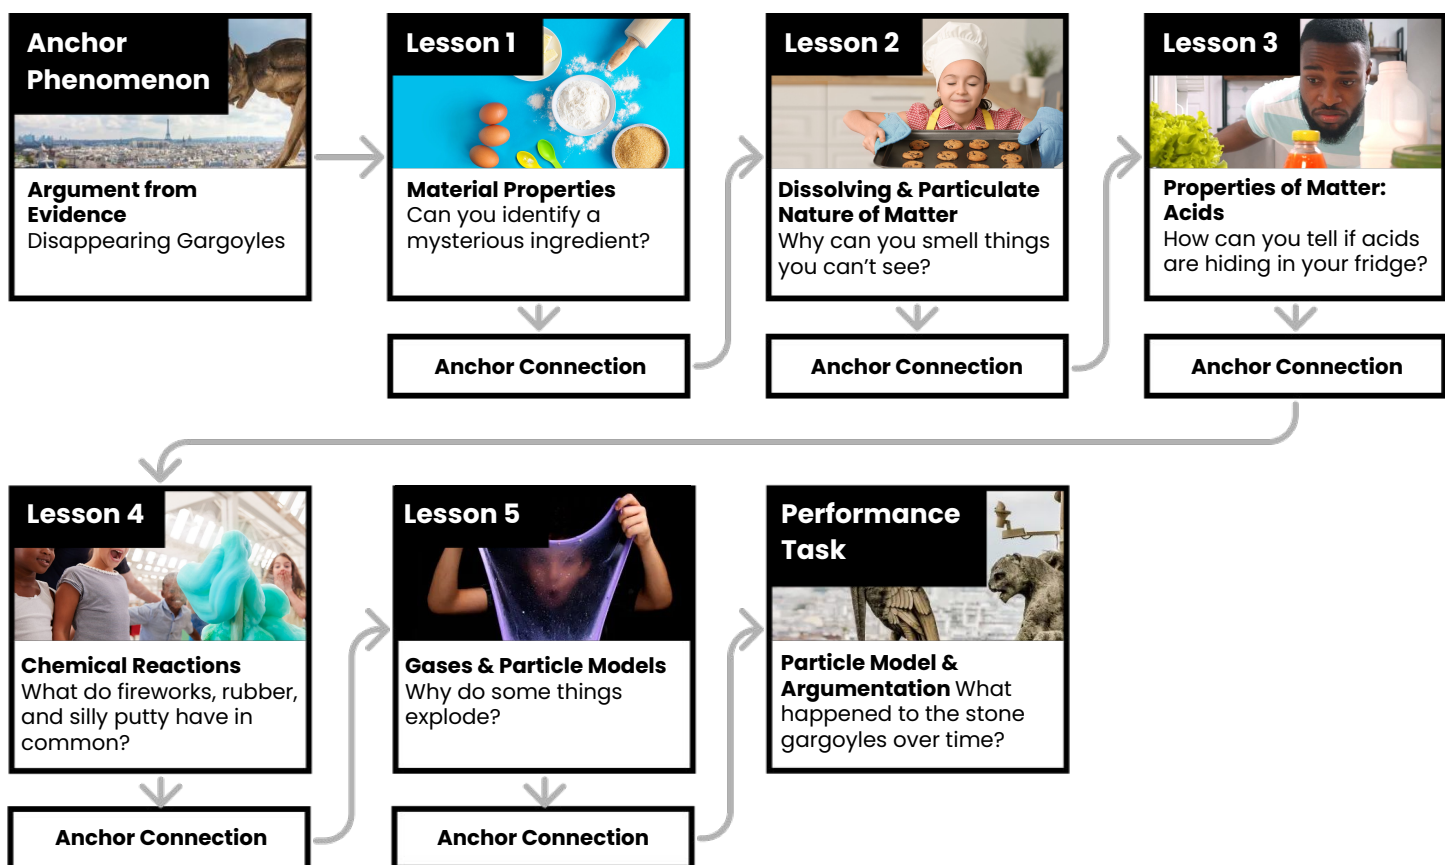 Anchor
Phenomenon
Argument from
Evidence
Disappearing Gargoyles
Lesson 1
Material Properties
Can you identify a
mysterious ingredient?
Anchor Connection
Lesson 2
Dissolving & Particulate
Nature of Matter
Why can you smell things
you can’t see?
Anchor Connection
Lesson 3
Properties of Matter:
Acids
How can you tell if acids
are hiding in your fridge?
Anchor Connection
Lesson 4
Chemical Reactions
What do fireworks, rubber,
and silly putty have in
common?
Anchor Connection
Lesson 5
Gases & Particle Models
Why do some things
explode?
Anchor Connection
Performance
Task
Particle Model &
Argumentation What
happened to the stone
gargoyles over time?